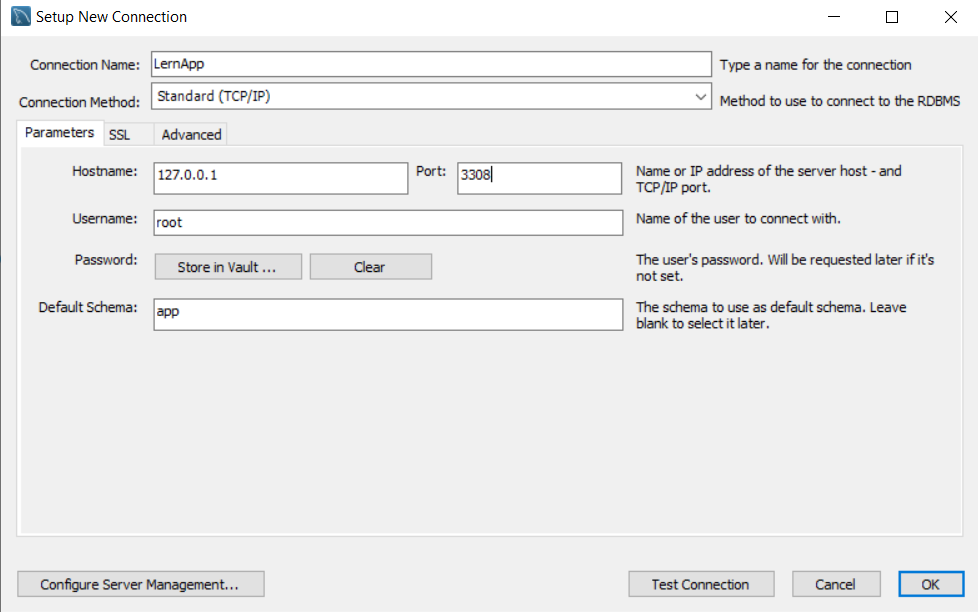 Setup New Connection
Connection Name: LernApp Type a name for the connection
Connection Method: Standard (TCP/IP) Method to use to connect to the RDBMS
Parameters SSL Advanced
Hostname: 127.0.0.1 Port: 3308 Name or IP address of the server host - and
TCP/IP port.
Username: root Name of the user to connect with.
Password: Store in Vault ... Clear The user's password. Will be requested later if it's
not set.
Default Schema: app The schema to use as default schema. Leave
blank to select it later.
Configure Server Management... Test Connection Cancel OK